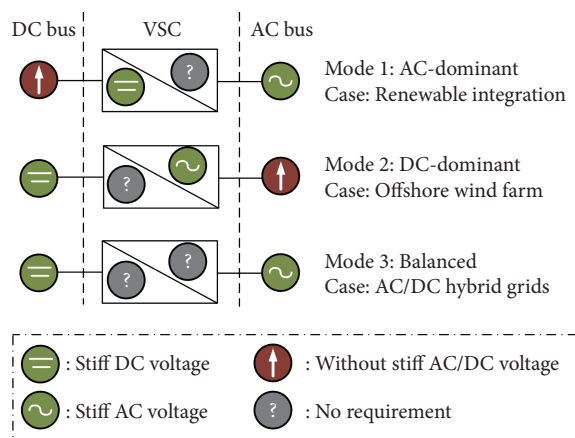 DC bus VSC AC bus
? Mode 1: AC-dominant
Case: Renewable integration
Mode 2: DC-dominant
? Case: Offshore wind farm
? ? Mode 3: Balanced
Case: AC/DC hybrid grids
: Stiff DC voltage : Without stiff AC/DC voltage
: Stiff AC voltage ? : No requirement